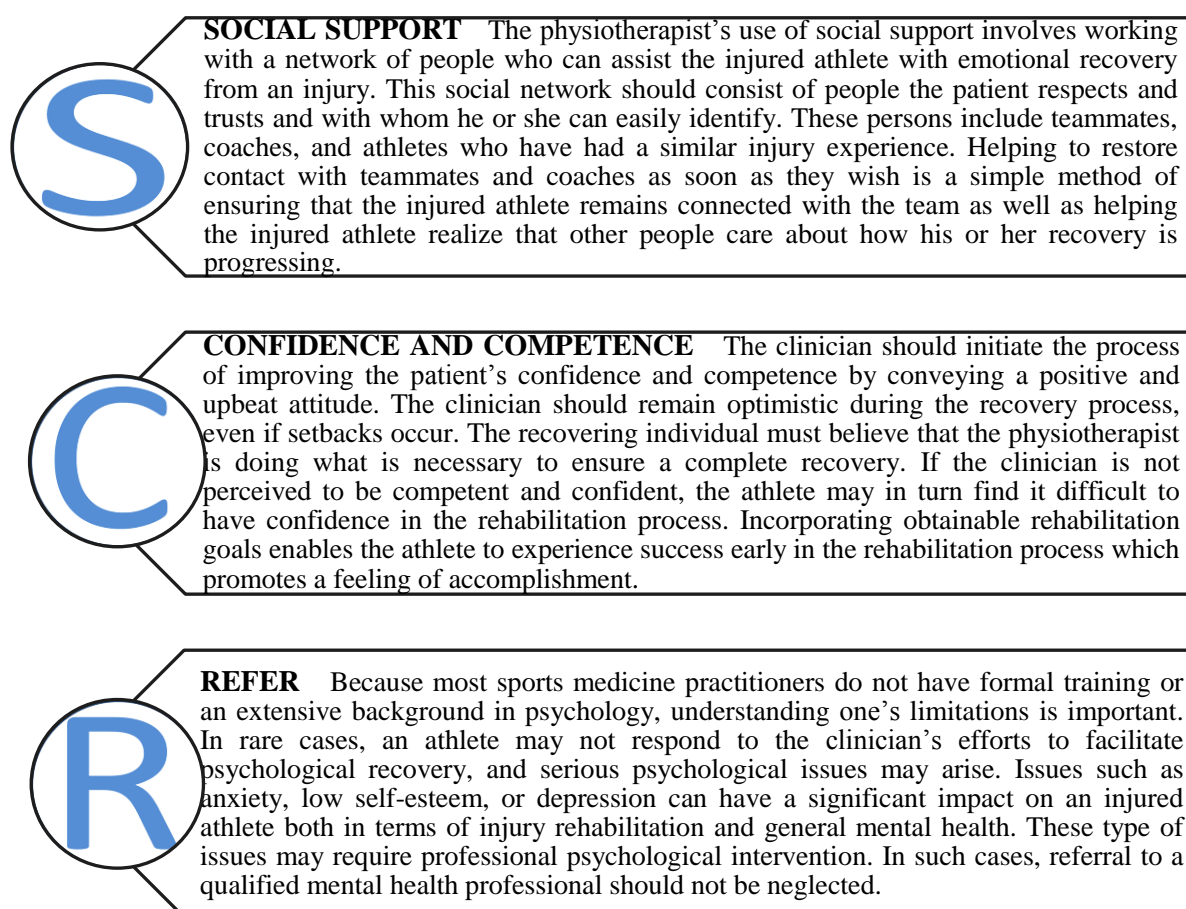 S
SOCIAL SUPPORT The physiotherapist’s use of social support involves working
with a network of people who can assist the injured athlete with emotional recovery
from an injury. This social network should consist of people the patient respects and
trusts and with whom he or she can easily identify. These persons include teammates,
coaches, and athletes who have had a similar injury experience. Helping to restore
contact with teammates and coaches as soon as they wish is a simple method of
ensuring that the injured athlete remains connected with the team as well as helping
the injured athlete realize that other people care about how his or her recovery is
progressing.
C
CONFIDENCE AND COMPETENCE The clinician should initiate the process
of improving the patient’s confidence and competence by conveying a positive and
upbeat attitude. The clinician should remain optimistic during the recovery process,
even if setbacks occur. The recovering individual must believe that the physiotherapist
is doing what is necessary to ensure a complete recovery. If the clinician is not
perceived to be competent and confident, the athlete may in turn find it difficult to
have confidence in the rehabilitation process. Incorporating obtainable rehabilitation
goals enables the athlete to experience success early in the rehabilitation process which
promotes a feeling of accomplishment.
R
REFER Because most sports medicine practitioners do not have formal training or
an extensive background in psychology, understanding one’s limitations is important.
In rare cases, an athlete may not respond to the clinician’s efforts to facilitate
psychological recovery, and serious psychological issues may arise. Issues such as
anxiety, low self-esteem, or depression can have a significant impact on an injured
athlete both in terms of injury rehabilitation and general mental health. These type of
issues may require professional psychological intervention. In such cases, referral to a
qualified mental health professional should not be neglected.